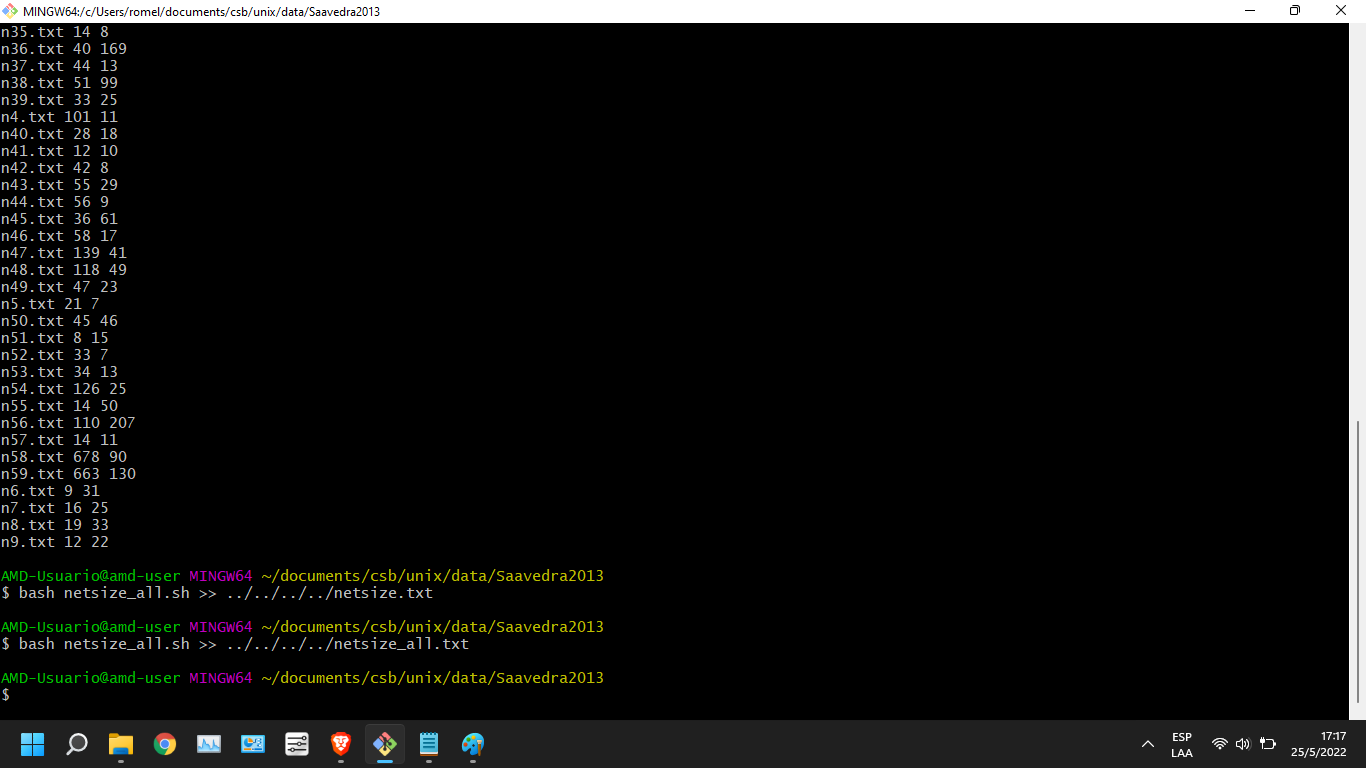 MINGW64:/c/Users/romel/documents/csb/unix/data/Saavedra2013
n35.txt 14 8
n36.txt 40 169
n37.txt 44 13
n38.txt 51 99
n39.txt 33 25
n4.txt 101 11
n40.txt 28 18
n41.txt 12 10
n42.txt 42 8
n43.txt 55 29
n44.txt 56 9
n45.txt 36 61
n46.txt 58 17
n47.txt 139 41
n48.txt 118 49
n49.txt 47 23
n5.txt 21 7
n50.txt 45 46
n51.txt 8 15
n52.txt 33 7
n53.txt 34 13
n54.txt 126 25
n55.txt 14 50
n56.txt 110 207
n57.txt 14 11
n58.txt 678 90
n59.txt 663 130
n6.txt 9 31
n7.txt 16 25
n8.txt 19 33
n9.txt 12 22
AMD-Usuario@amd-user MINGW64 ~/documents/csb/unix/data/Saavedra2013
$ bash netsize_all.sh >> ../../../../netsize.txt
AMD-Usuario@amd-user MINGW64 ~/documents/csb/unix/data/Saavedra2013
$ bash netsize_all.sh >> ../../../../netsize_all.txt
AMD-Usuario@amd-user MINGW64 ~/documents/csb/unix/data/Saavedra2013
$
ESP
LAA
17:17
25/5/2022